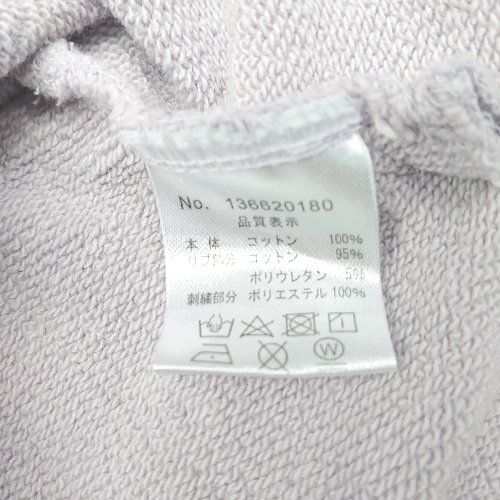 No. 136620180
品質表示
本体 コットン 100%
リブ部分 コットン 95%
ポリウレタン 5%
刺繍部分 ポリエステル 100%
W